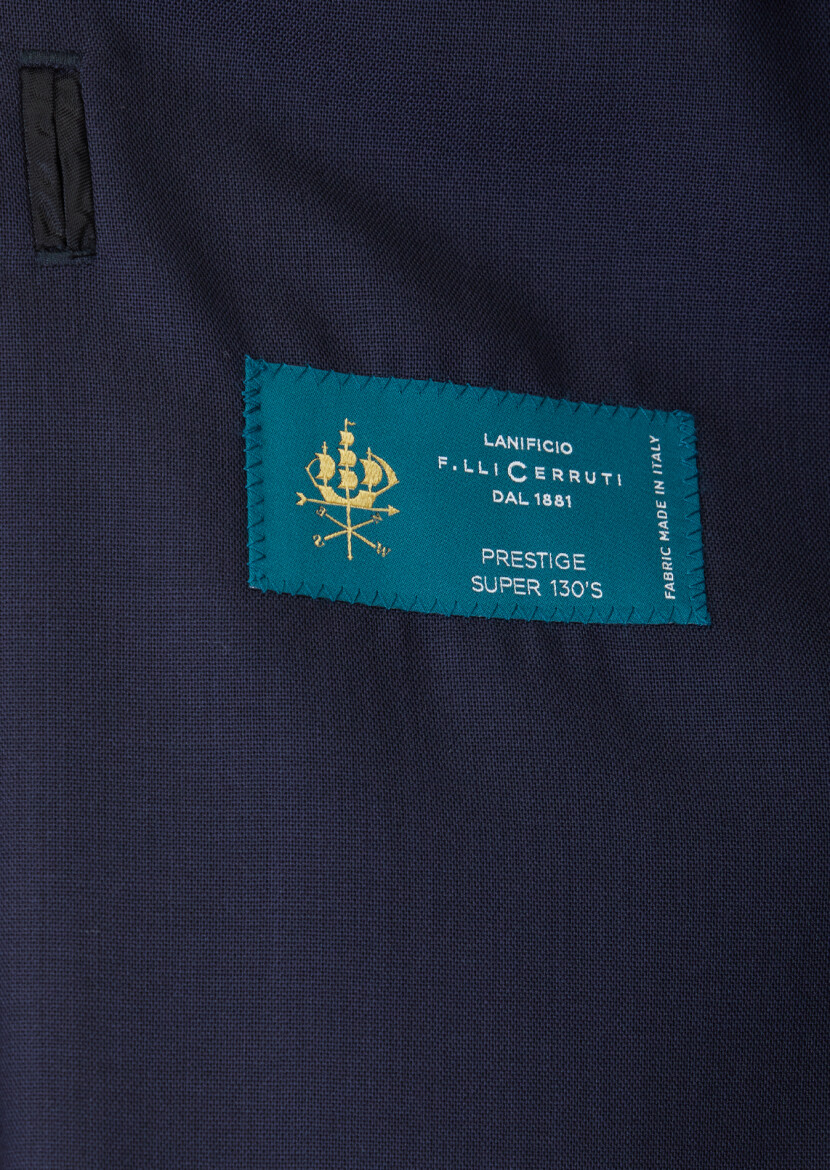 LANIFICIO
F.LLI CERRUTI
DAL 1881
PRESTIGE
SUPER 130'S
FABRIC MADE IN ITALY